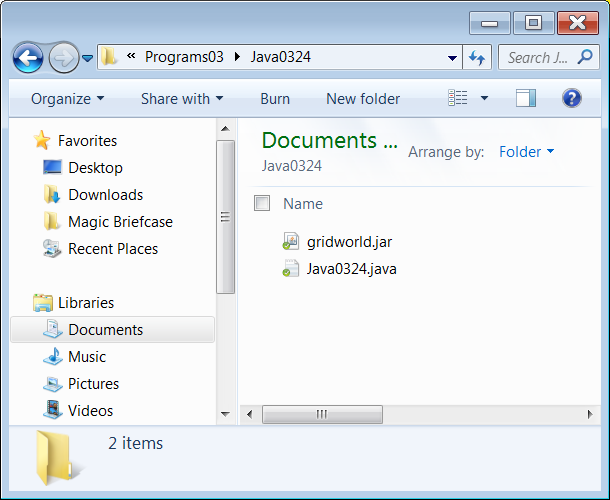 « Programs03 Java0324
Search J...
Organize Share with Burn New folder
Favorites
Desktop
Downloads
Magic Briefcase
Recent Places
Libraries
Documents
Music
Pictures
Videos
Documents ...
Java0324
Arrange by: Folder
Name
gridworld.jar
Java0324.java
2 items